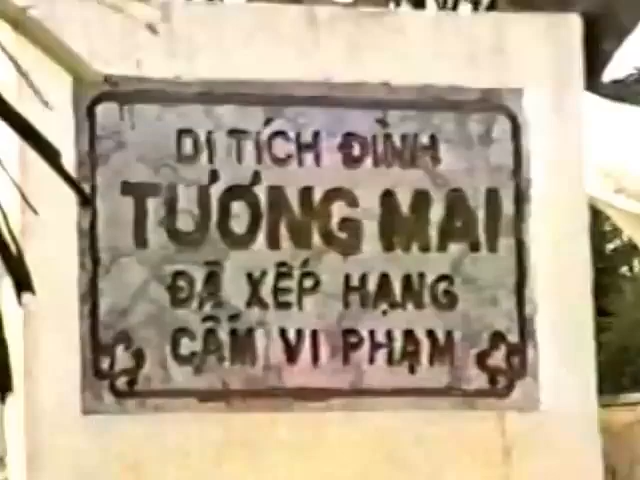 DI TÍCH ĐÌNH
TƯƠNG MAI
ĐÃ XẾP HẠNG
CẤM VI PHẠM